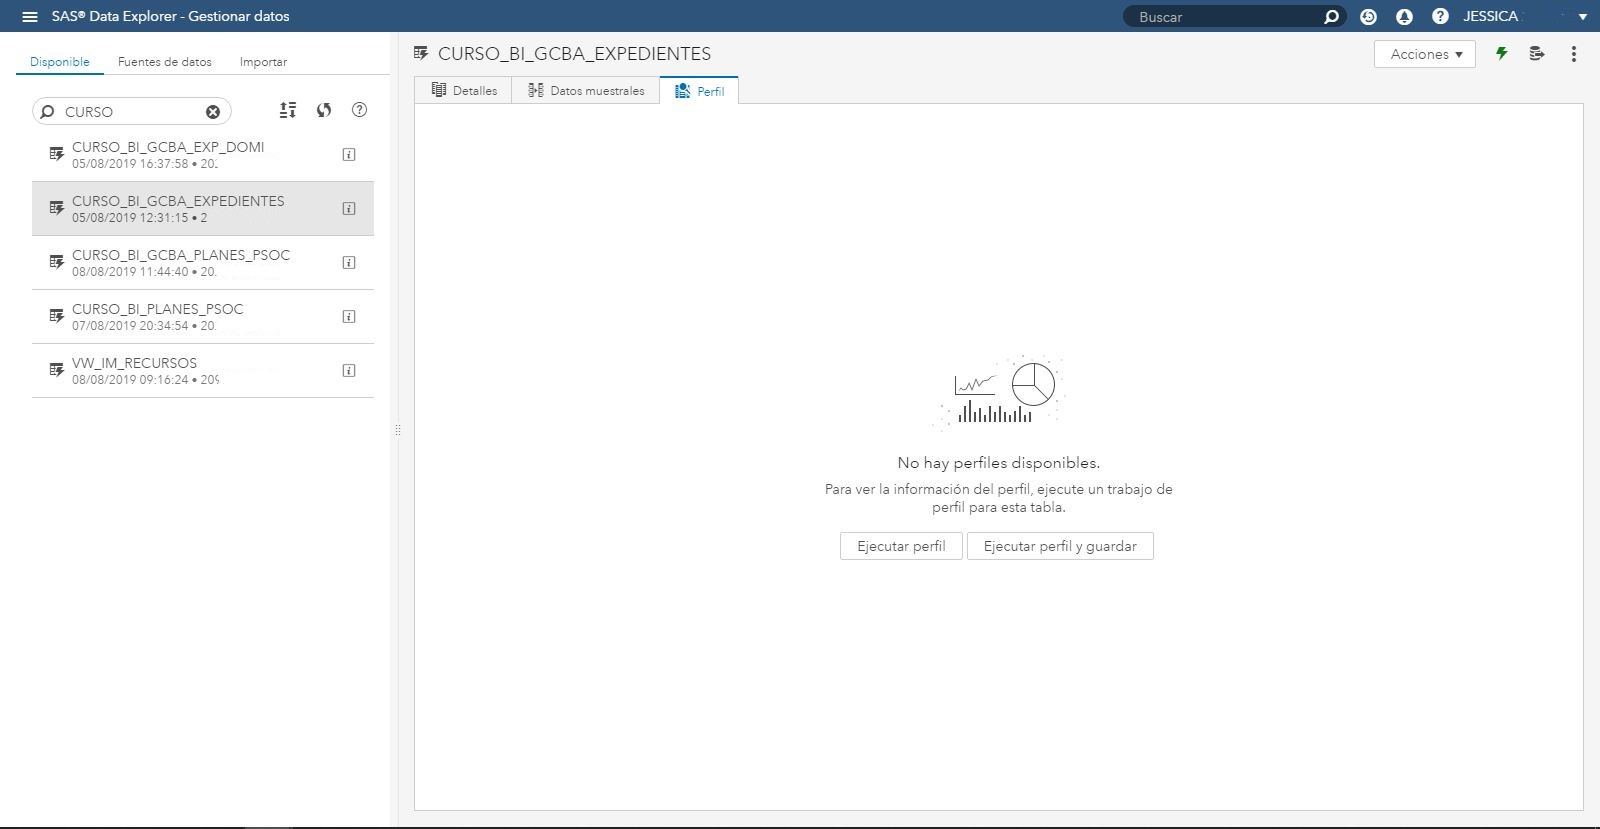 SAS® Data Explorer - Gestionar datos
Buscar
JESSICA
Disponible
Fuentes de datos
Importar
CURSO
CURSO_BI_GCBA_EXP_DOMI
05/08/2019 16:37:58 • 20
CURSO_BI_GCBA_EXPEDIENTES
05/08/2019 12:31:15 • 2
CURSO_BI_GCBA_PLANES_PSOC
08/08/2019 11:44:40 • 20
CURSO_BI_PLANES_PSOC
07/08/2019 20:34:54 • 20
VW_IM_RECURSOS
08/08/2019 09:16:24 • 209
CURSO_BI_GCBA_EXPEDIENTES
Acciones
Detalles
Datos muestrales
Perfil
No hay perfiles disponibles.
Para ver la información del perfil, ejecute un trabajo de
perfil para esta tabla.
Ejecutar perfil
Ejecutar perfil y guardar